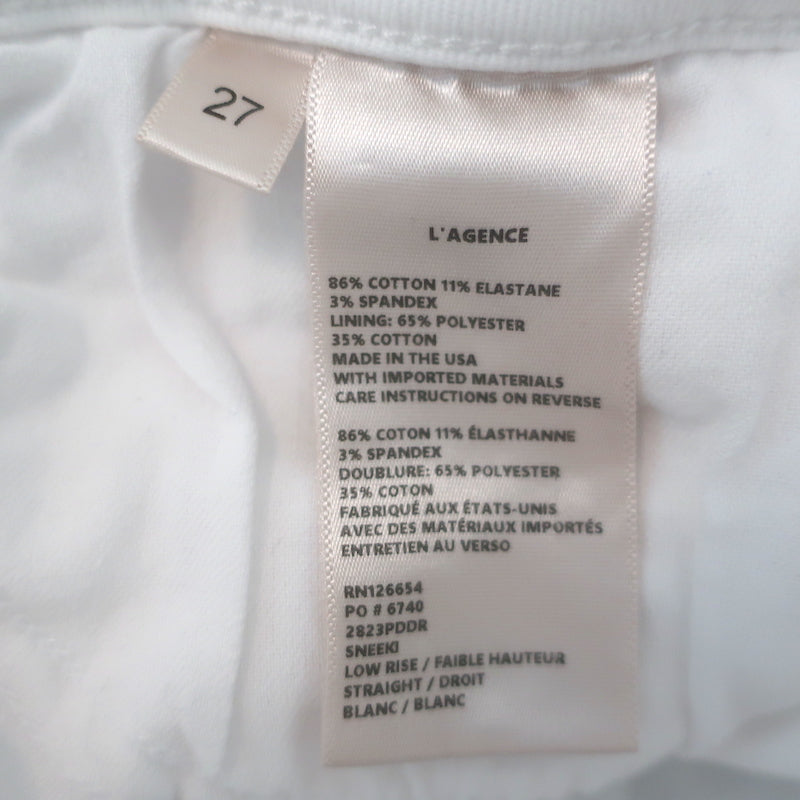 27
L'AGENCE
86% COTTON 11% ELASTANE
3% SPANDEX
LINING: 65% POLYESTER
35% COTTON
MADE IN THE USA
WITH IMPORTED MATERIALS
CARE INSTRUCTIONS ON REVERSE
86% COTON 11% ÉLASTHANNE
3% SPANDEX
DOUBLURE: 65% POLYESTER
35% COTON
FABRIQUÉ AUX ÉTATS-UNIS
AVEC DES MATÉRIAUX IMPORTÉS
ENTRETIEN AU VERSO
RN126654
PO # 6740
2823PDDR
SNEEKI
LOW RISE / FAIBLE HAUTEUR
STRAIGHT / DROIT
BLANC / BLANC